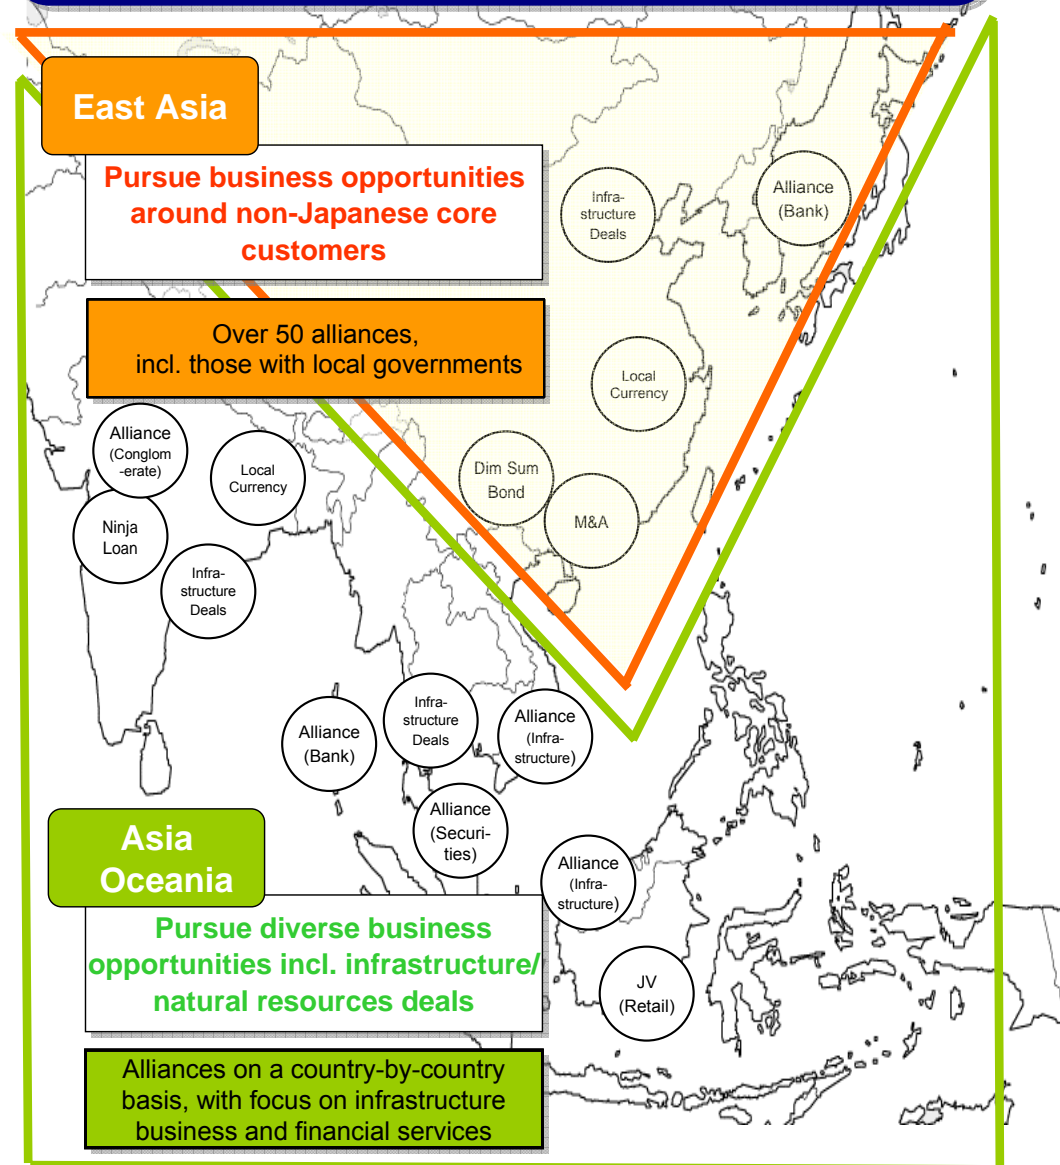 East Asia
Pursue business opportunities
around non-Japanese core
customers
Over 50 alliances,
incl. those with local governments
Infra-
structure
Deals
Alliance
(Bank)
Local
Currency
Dim Sum
Bond
M&A
Alliance
(Conglom
-erate)
Local
Currency
Ninja
Loan
Infra-
structure
Deals
Alliance
(Bank)
Infra-
structure
Deals
Alliance
(Infra-
structure)
Alliance
(Securi-
ties)
Alliance
(Infra-
structure)
JV
(Retail)
Asia
Oceania
Pursue diverse business
opportunities incl. infrastructure/
natural resources deals
Alliances on a country-by-country
basis, with focus on infrastructure
business and financial services